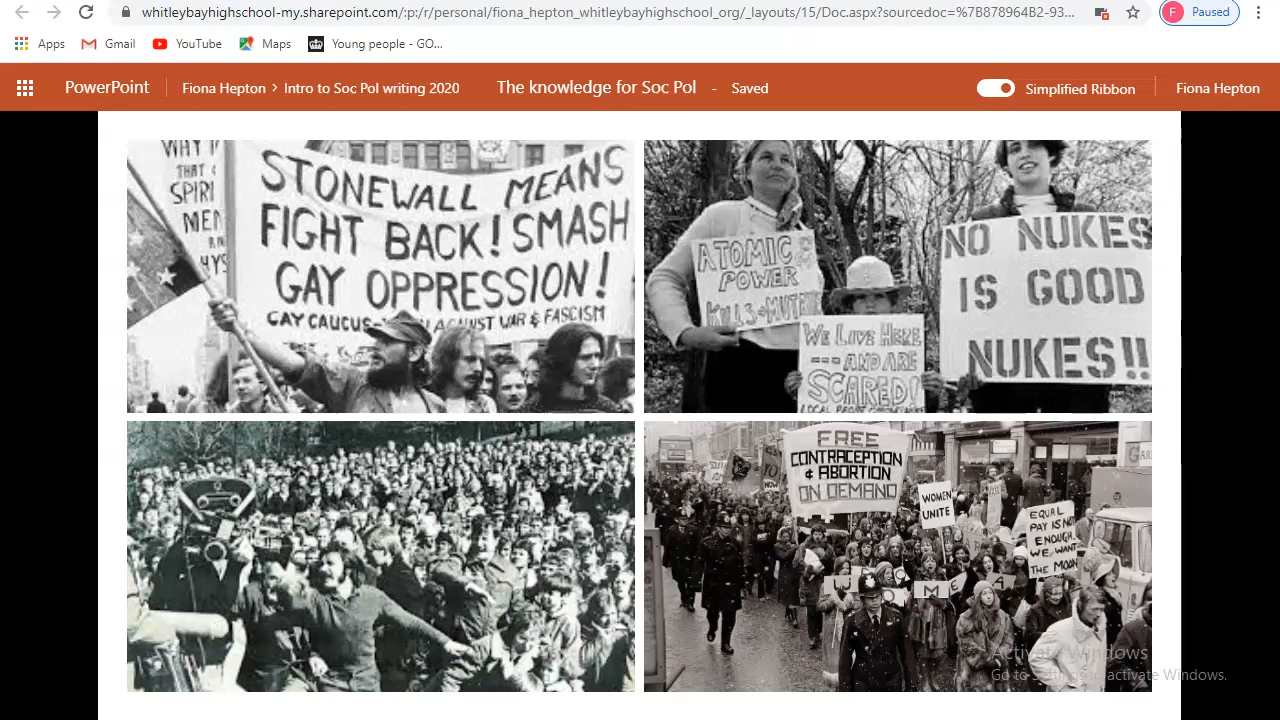 whitleybayhighschool-my.sharepoint.com/:p:/r/personal/fiona_hepton_whitleybayhighschool_org/_layouts/15/Doc.aspx?sourcedoc=%7B878964B2-93...
F Paused
Apps Gmail YouTube Maps Young people - GO...
PowerPoint Fiona Hepton > Intro to Soc Pol writing 2020 The knowledge for Soc Pol - Saved Simplified Ribbon Fiona Hepton
THAT
SPIRI
MEN
STONEWALL MEANS
FIGHT BACK! SMASH
GAY OPPRESSION!
GAY CAUCUS- AGAINST WAR & FASCISM
ATOMIC
POWER
KILLS
WE LIVE HERE
---AND ARE
SCARED!
NO NUKES
IS GOOD
NUKES!!
FREE
CONTRACEPTION
& ABORTION
ON DEMAND
WOMEN
UNITE
EQUAL
PAY IS NOT
ENOUGH
WE WANT
THE MOON
Activate Windows
Go to Settings to activate Windows.